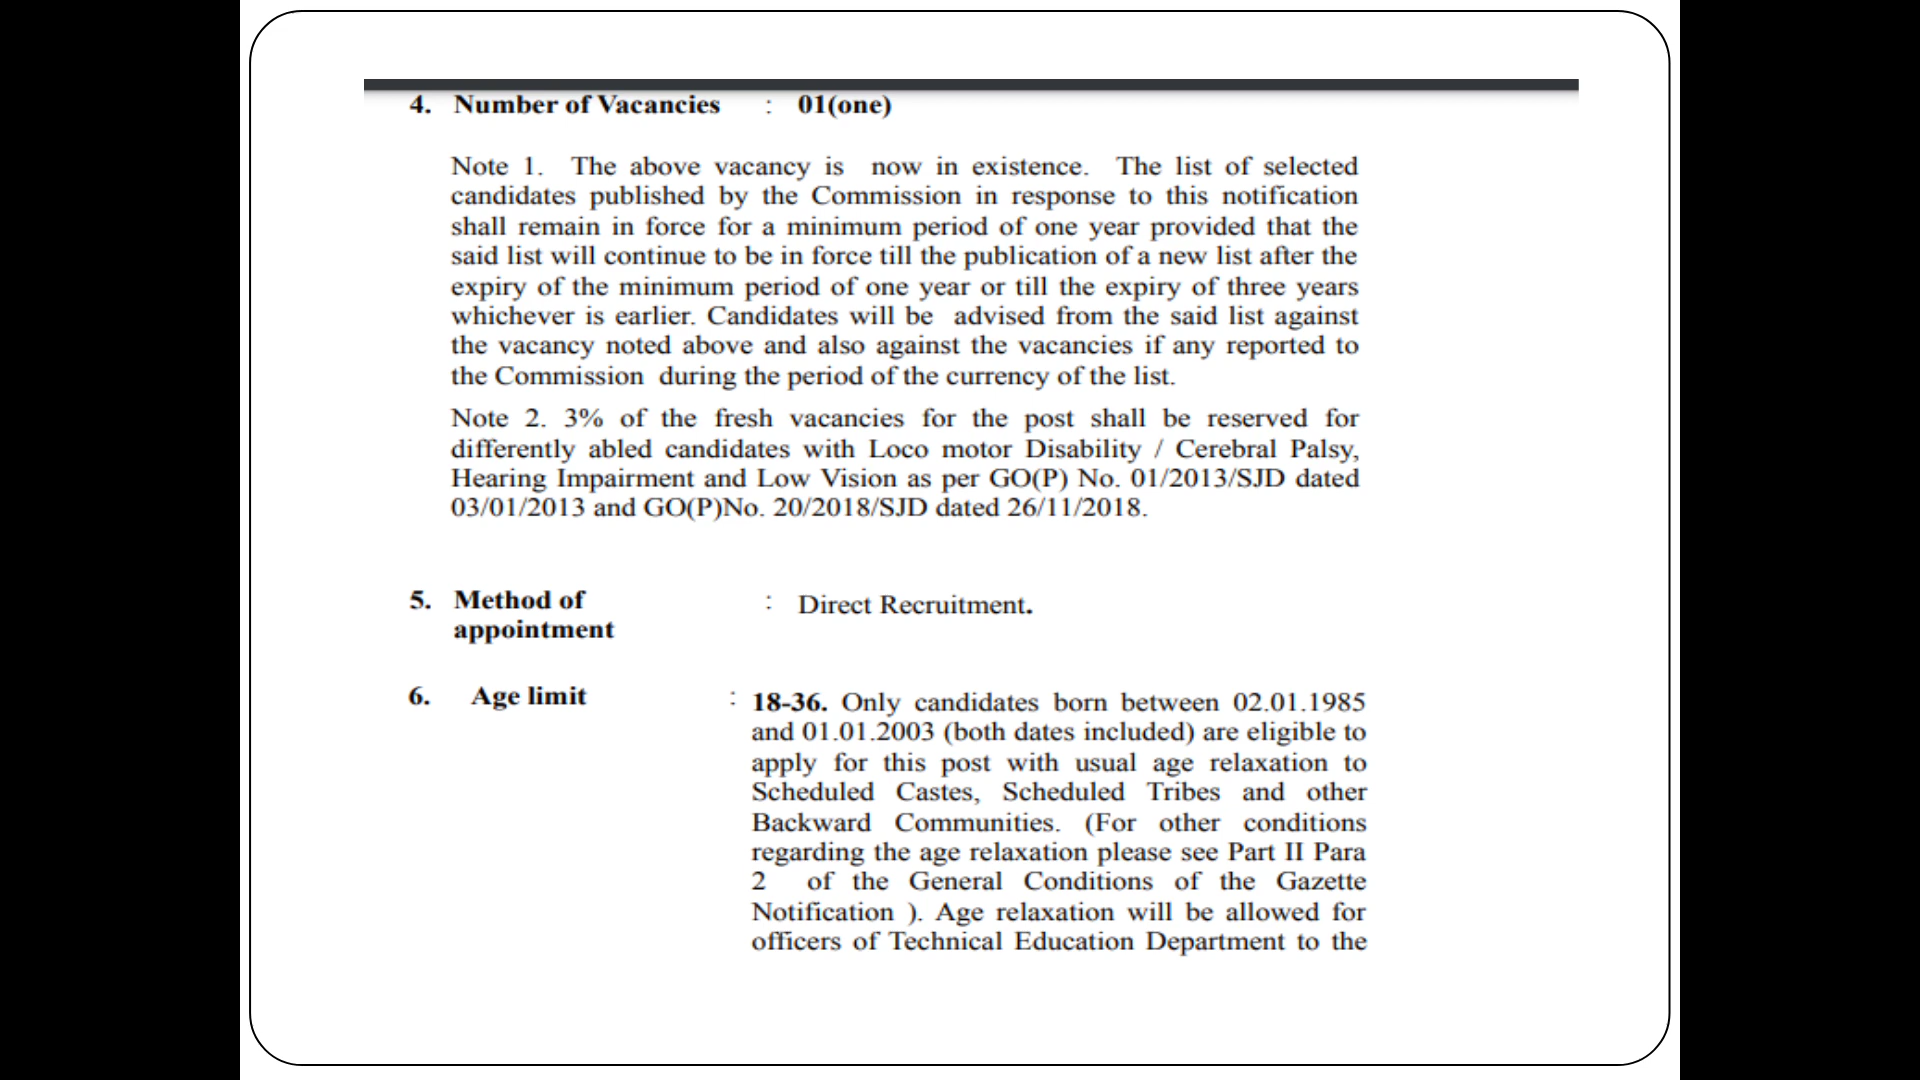 4. Number of Vacancies : 01(one)
Note 1. The above vacancy is now in existence. The list of selected
candidates published by the Commission in response to this notification
shall remain in force for a minimum period of one year provided that the
said list will continue to be in force till the publication of a new list after the
expiry of the minimum period of one year or till the expiry of three years
whichever is earlier. Candidates will be advised from the said list against
the vacancy noted above and also against the vacancies if any reported to
the Commission during the period of the currency of the list.
Note 2. 3% of the fresh vacancies for the post shall be reserved for
differently abled candidates with Loco motor Disability / Cerebral Palsy,
Hearing Impairment and Low Vision as per GO(P) No. 01/2013/SJD dated
03/01/2013 and GO(P)No. 20/2018/SJD dated 26/11/2018.
5. Method of : Direct Recruitment.
appointment
6. Age limit : 18-36. Only candidates born between 02.01.1985
and 01.01.2003 (both dates included) are eligible to
apply for this post with usual age relaxation to
Scheduled Castes, Scheduled Tribes and other
Backward Communities. (For other conditions
regarding the age relaxation please see Part II Para
2 of the General Conditions of the Gazette
Notification ). Age relaxation will be allowed for
officers of Technical Education Department to the